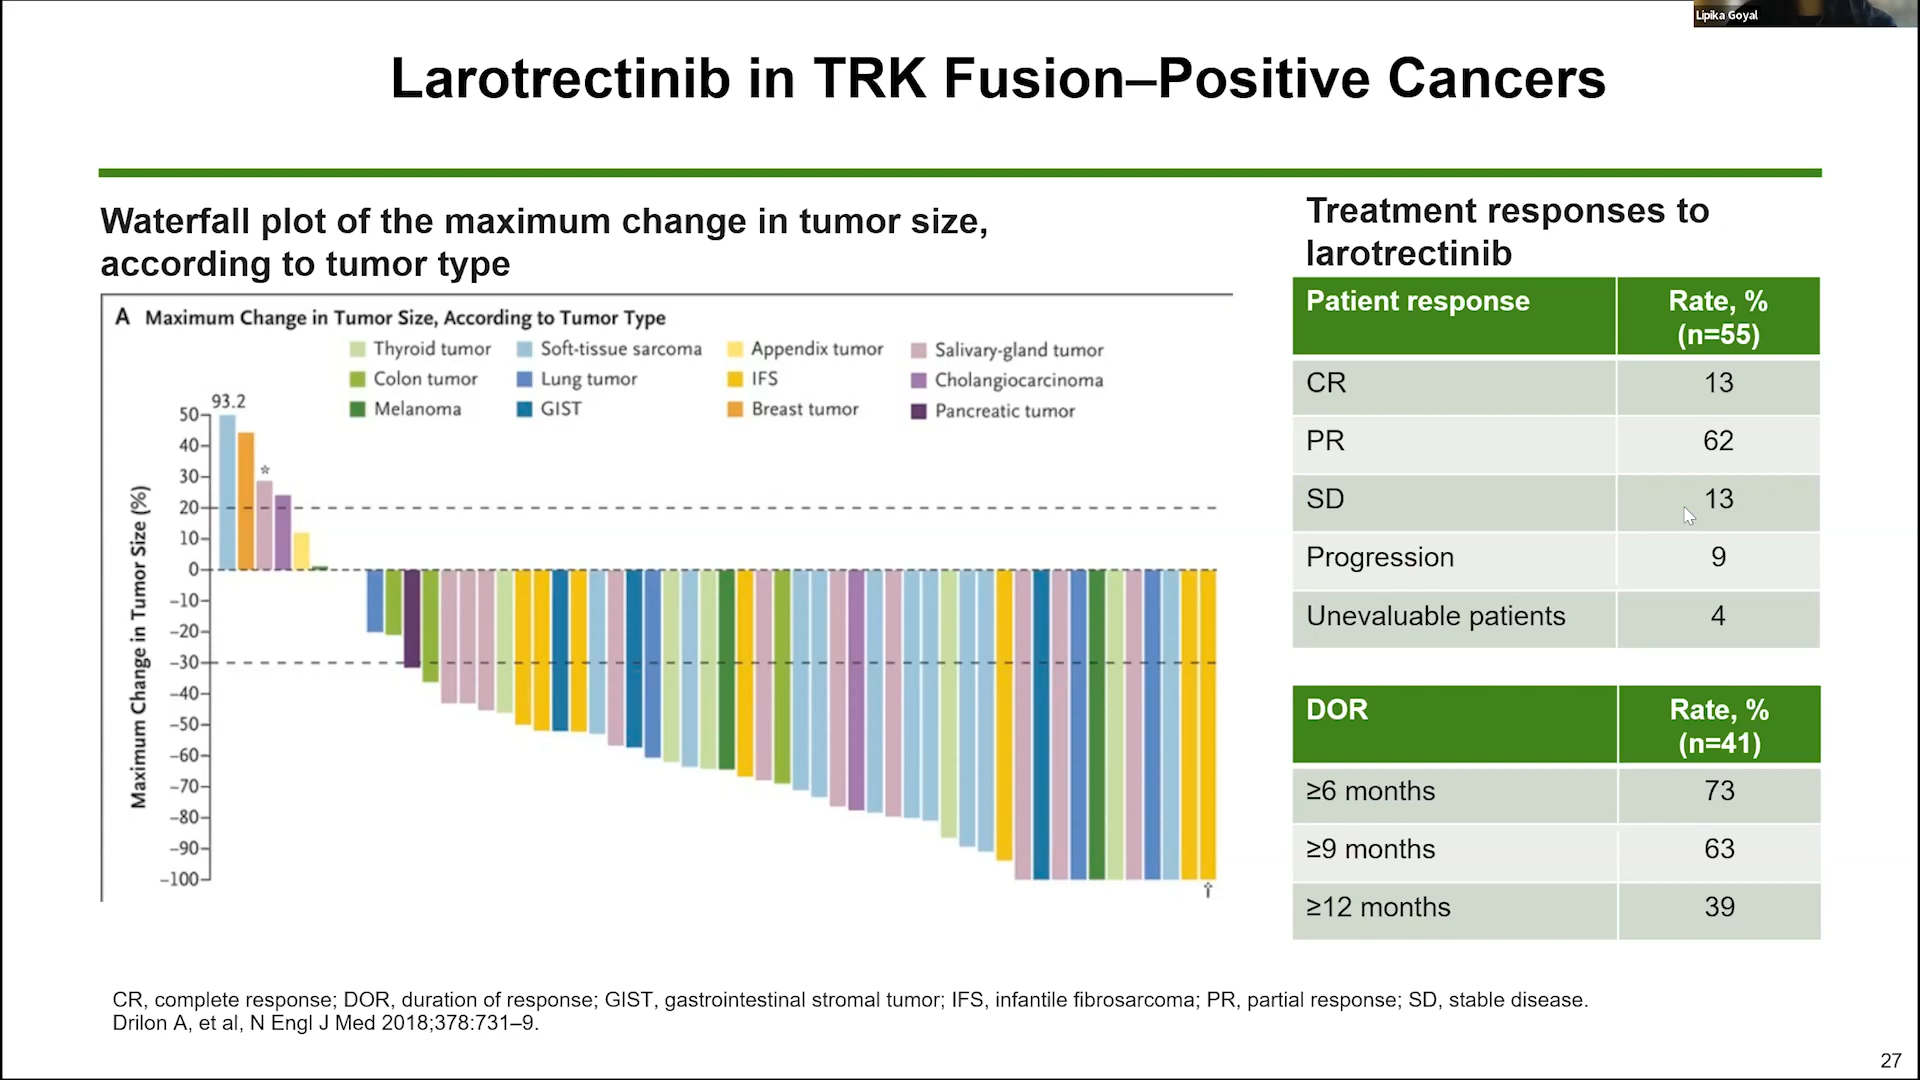 Lipika Goyal
Larotrectinib in TRK Fusion–Positive Cancers
Waterfall plot of the maximum change in tumor size,
according to tumor type
A Maximum Change in Tumor Size, According to Tumor Type
Thyroid tumor
Soft-tissue sarcoma
Appendix tumor
Salivary-gland tumor
Colon tumor
Lung tumor
IFS
Cholangiocarcinoma
Melanoma
GIST
Breast tumor
Pancreatic tumor
Maximum Change in Tumor Size (%)
93.2
50
40
30
20
10
0
–10
–20
–30
–40
–50
–60
–70
–80
–90
–100
*
†
Treatment responses to
larotrectinib
Patient response Rate, %
(n=55)
CR 13
PR 62
SD 13
Progression 9
Unevaluable patients 4
DOR Rate, %
(n=41)
≥6 months 73
≥9 months 63
≥12 months 39
CR, complete response; DOR, duration of response; GIST, gastrointestinal stromal tumor; IFS, infantile fibrosarcoma; PR, partial response; SD, stable disease.
Drilon A, et al, N Engl J Med 2018;378:731–9.
27